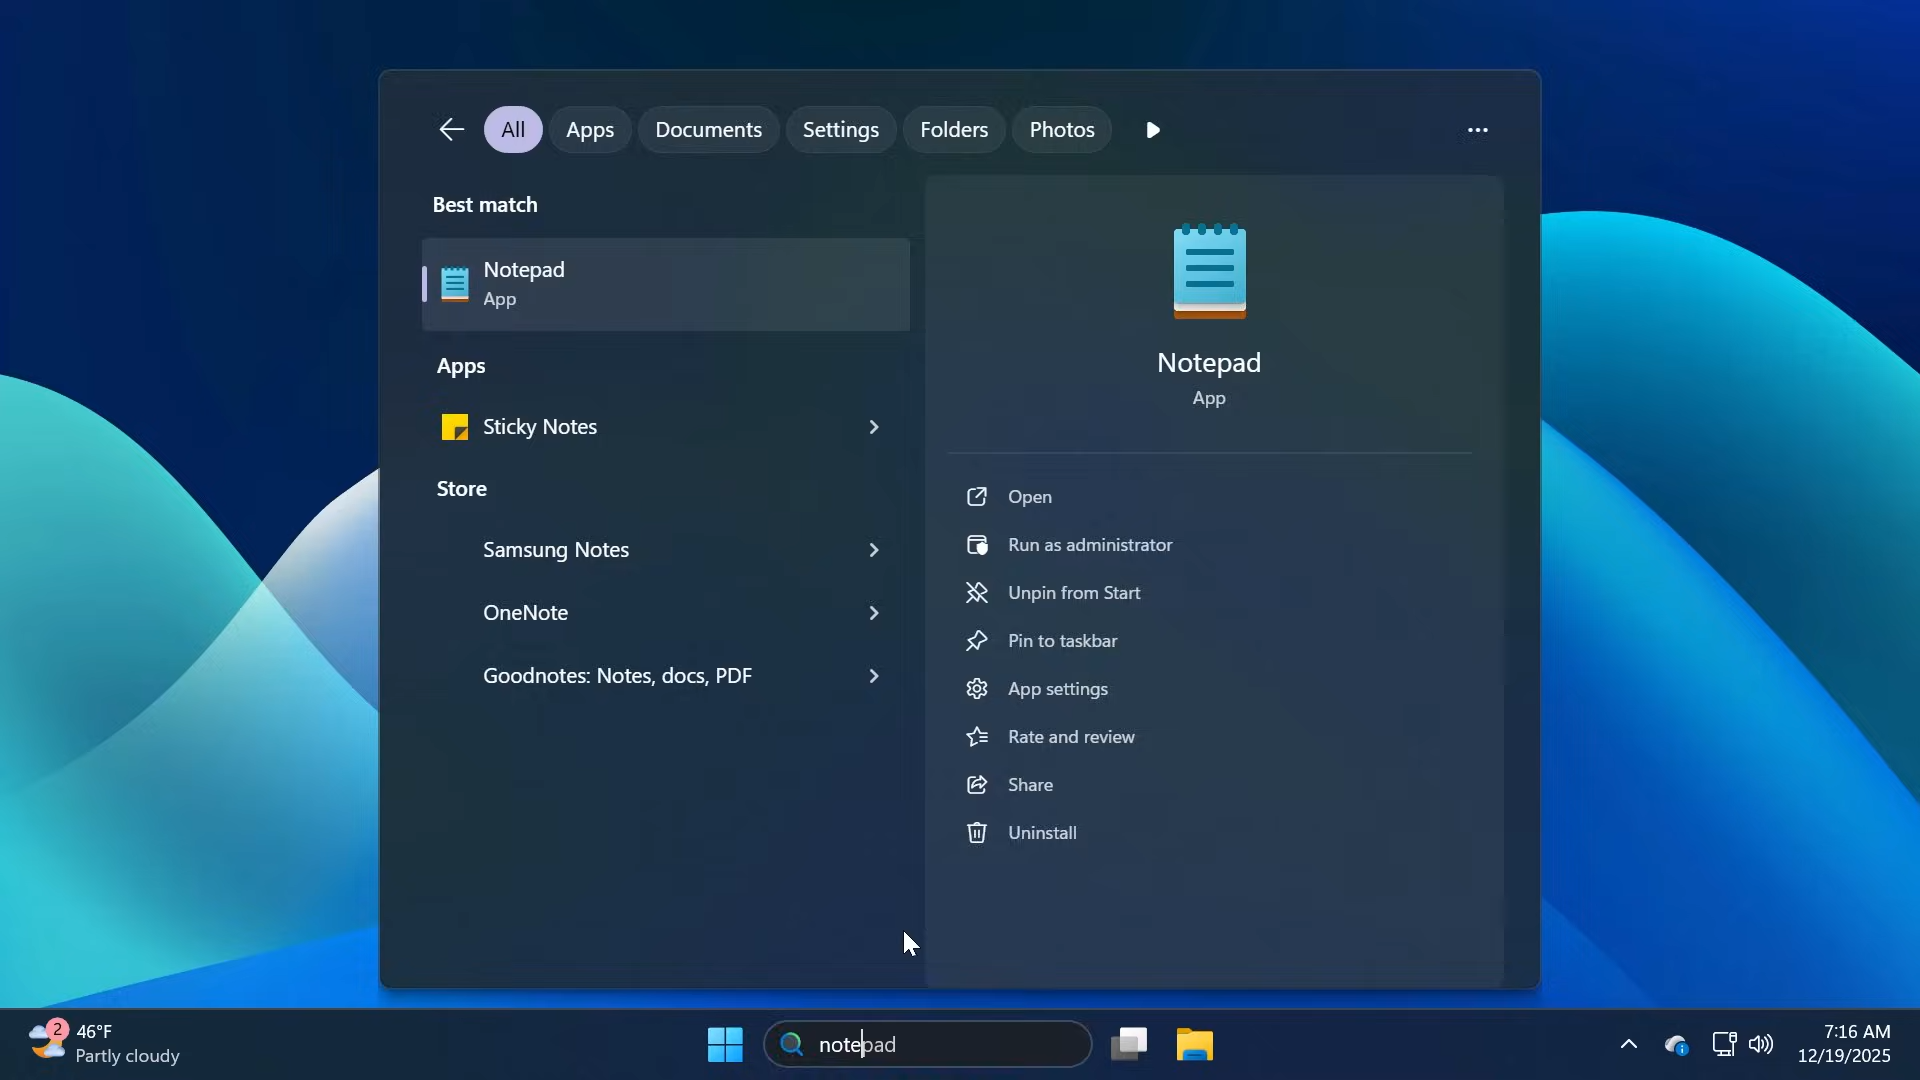 All Apps Documents Settings Folders Photos
Best match
Notepad
App
Apps
Sticky Notes
Store
Samsung Notes
OneNote
Goodnotes: Notes, docs, PDF
Notepad
App
Open
Run as administrator
Unpin from Start
Pin to taskbar
App settings
Rate and review
Share
Uninstall
2
46°F
Partly cloudy
notepad
7:16 AM
12/19/2025